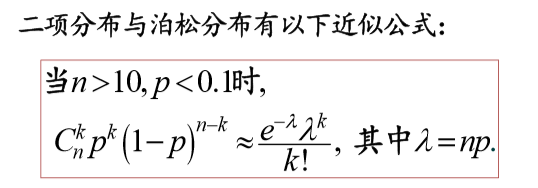 二项分布与泊松分布有以下近似公式:
当n>10,p<0.1时,
C_n^k p^k (1-p)^{n-k} ≈ \frac{e^{-λ}λ^k}{k!}, 其中λ=np.